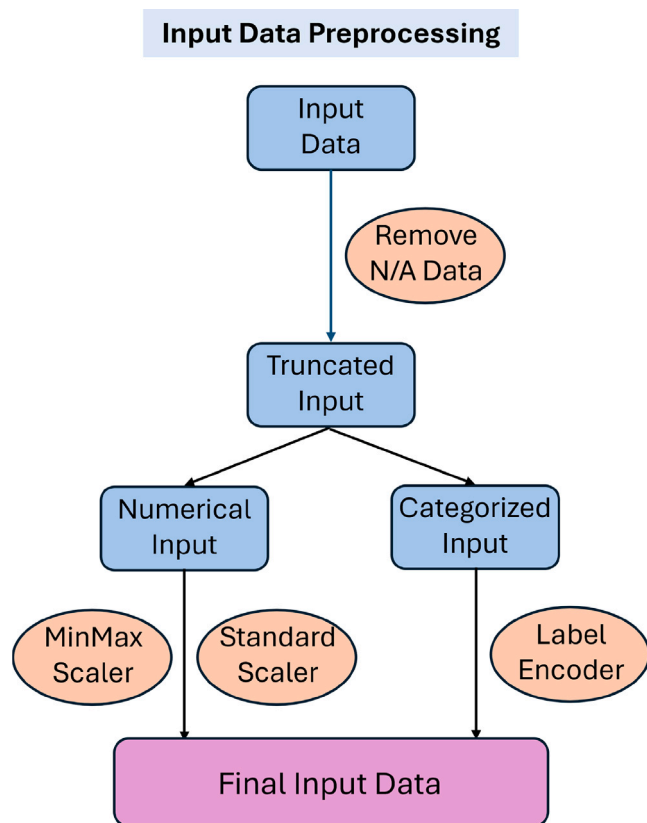 Input Data Preprocessing
Input
Data
Remove
N/A Data
Truncated
Input
Numerical
Input
Categorized
Input
MinMax
Scaler
Standard
Scaler
Label
Encoder
Final Input Data